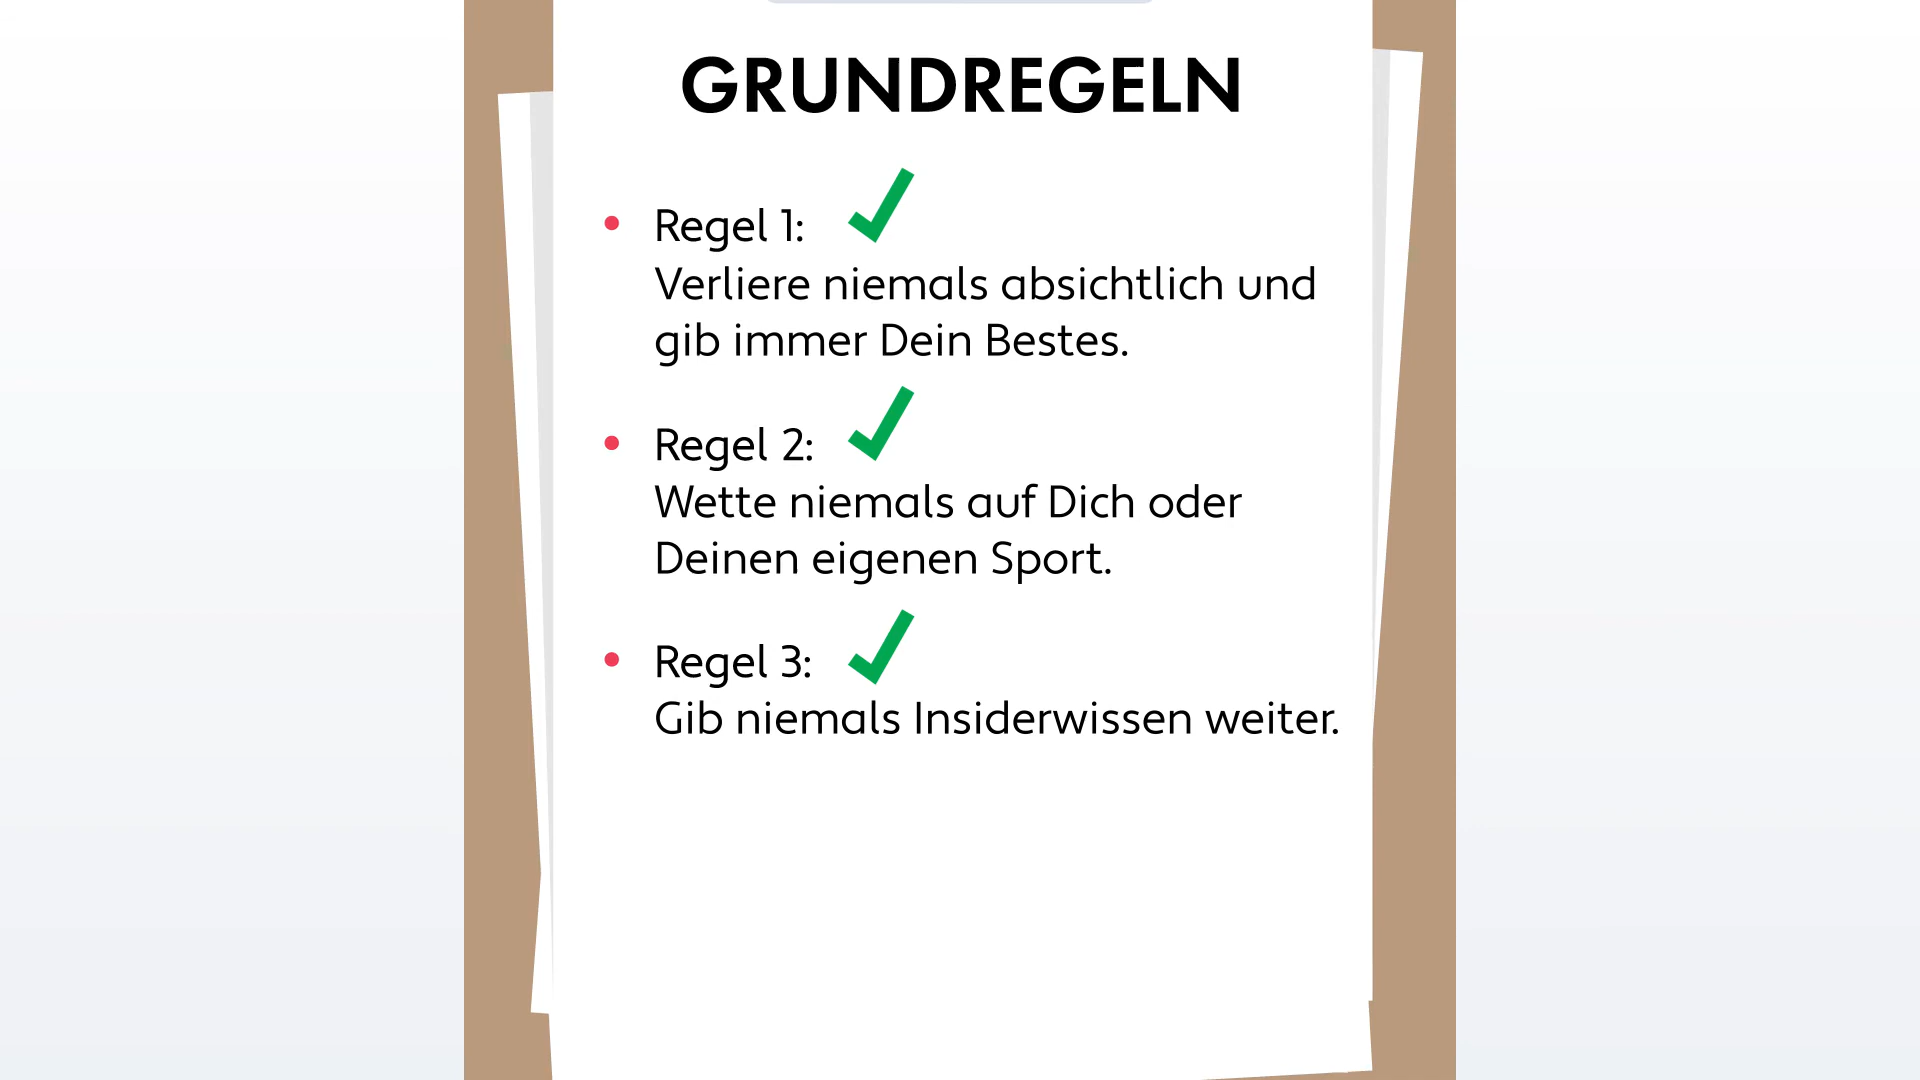 GRUNDREGELN
• Regel 1:
Verliere niemals absichtlich und
gib immer Dein Bestes.
• Regel 2:
Wette niemals auf Dich oder
Deinen eigenen Sport.
• Regel 3:
Gib niemals Insiderwissen weiter.